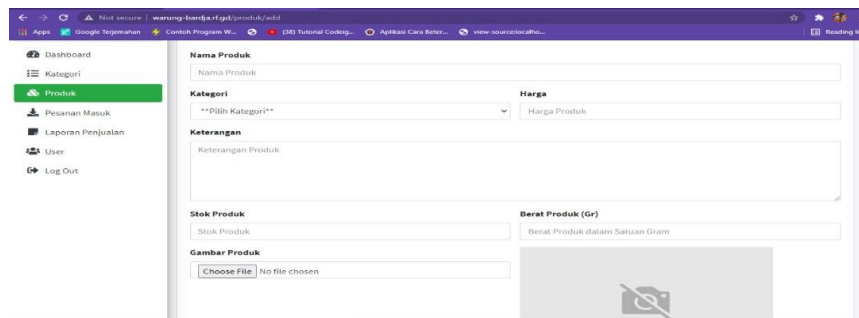 Not secure | warung-bardja.rf.gd/produk/add
Apps Google Terjemahan Contoh Program W... (38) Tutorial Codeig... Aplikasi Cara Beter... view-source:localho... Reading li
Dashboard
Kategori
Produk
Pesanan Masuk
Laporan Penjualan
User
Log Out
Nama Produk
Nama Produk
Kategori Harga
**Pilih Kategori** Harga Produk
Keterangan
Keterangan Produk
Stok Produk Berat Produk (Gr)
Stok Produk Berat Produk dalam Satuan Gram
Gambar Produk
Choose File No file chosen